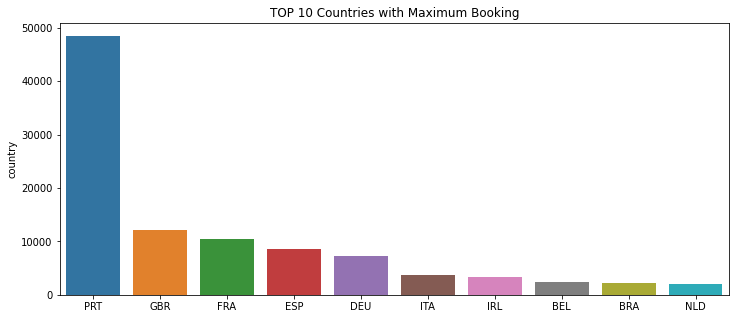 TOP 10 Countries with Maximum Booking
50000
40000
30000
20000
10000
0
country
PRT GBR FRA ESP DEU ITA IRL BEL BRA NLD